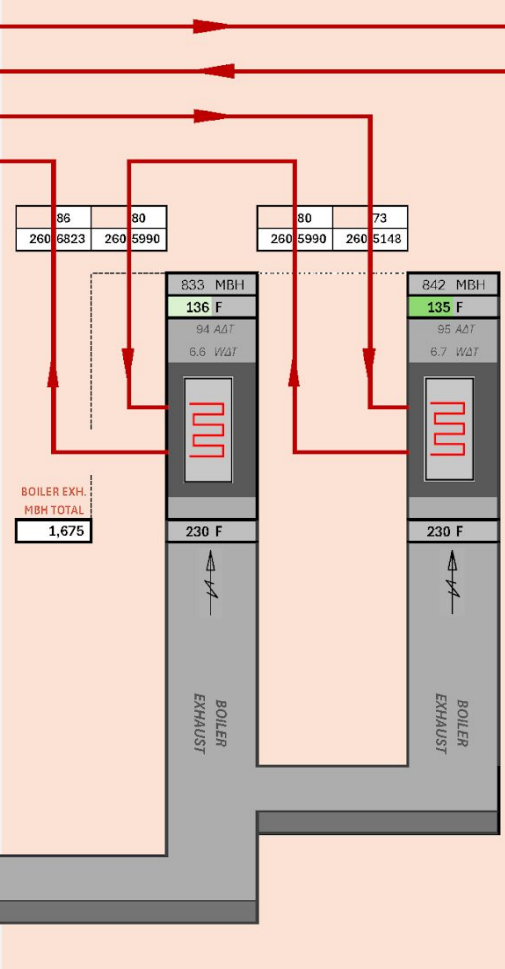 86 80
260 6823 260 5990
80 73
260 5990 260 5148
833 MBH
136 F
94 AΔT
6.6 WΔT
842 MBH
135 F
95 AΔT
6.7 WΔT
BOILER EXH.
MBH TOTAL
1,675
230 F
230 F
BOILER
EXHAUST
BOILER
EXHAUST